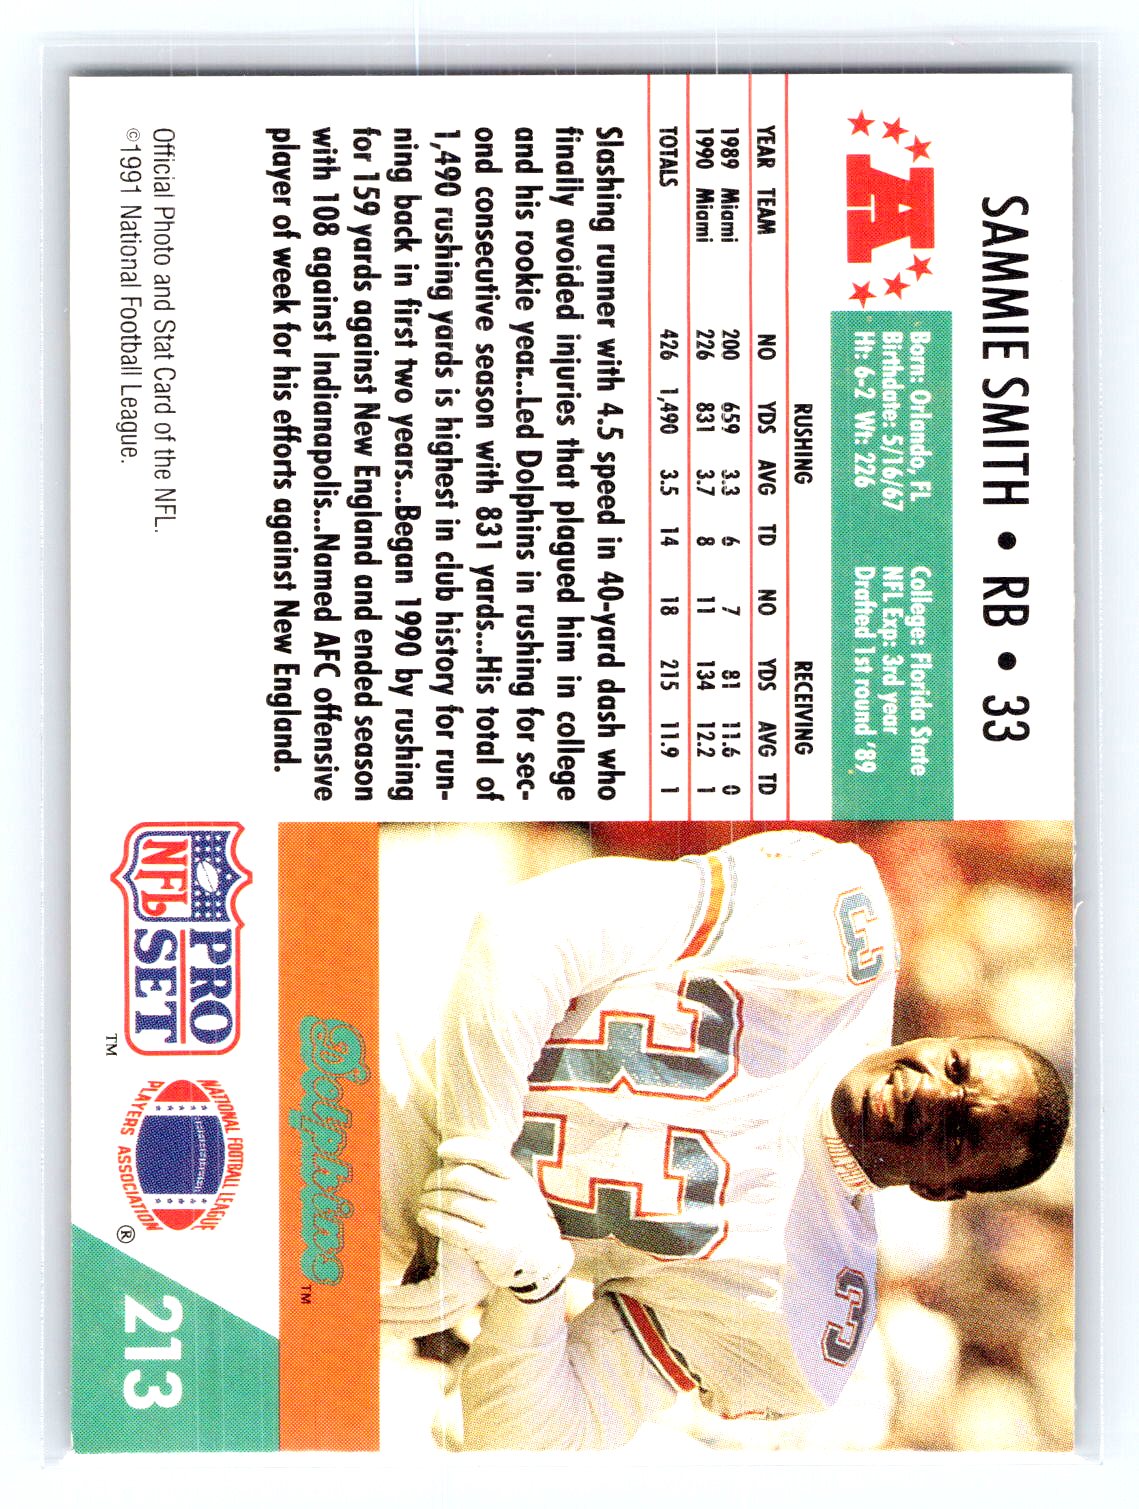 SAMMIE SMITH • RB • 33
A
Born: Orlando, FL
Birthdate: 5/16/67
Ht: 6-2 Wt: 226
College: Florida State
NFL Exp: 3rd year
Drafted 1st round '89
RUSHING RECEIVING
YEAR TEAM NO YDS AVG TD NO YDS AVG TD
1989 Miami 200 659 3.3 6 7 81 11.6 0
1990 Miami 226 831 3.7 8 11 134 12.2 1
TOTALS 426 1,490 3.5 14 18 215 11.9 1
Slashing runner with 4.5 speed in 40-yard dash who
finally avoided injuries that plagued him in college
and his rookie year...Led Dolphins in rushing for sec-
ond consecutive season with 831 yards...His total of
1,490 rushing yards is highest in club history for run-
ning back in first two years...Began 1990 by rushing
for 159 yards against New England and ended season
with 108 against Indianapolis...Named AFC offensive
player of week for his efforts against New England.
Official Photo and Stat Card of the NFL.
©1991 National Football League.
33
3
3
DOLPHINS
Dolphins™
PRO
NFL SET™
NATIONAL FOOTBALL LEAGUE
PLAYERS ASSOCIATION®
213